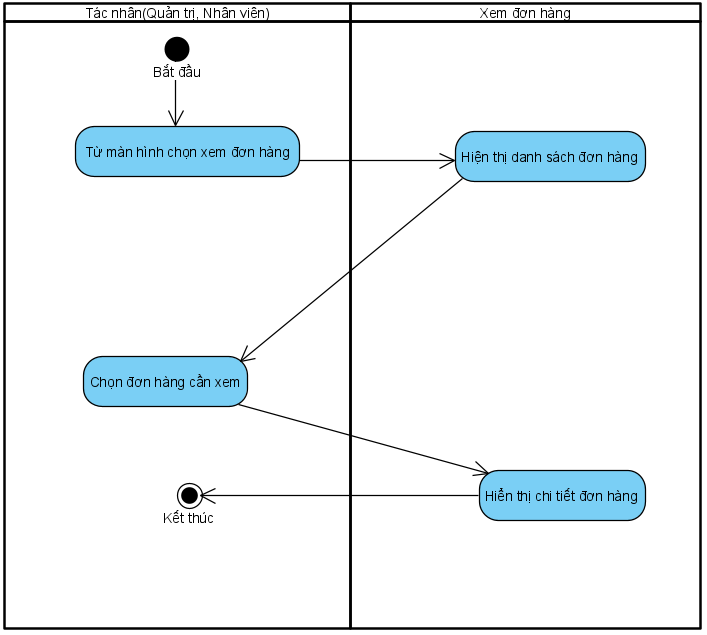 Tác nhân(Quản trị, Nhân viên)
Xem đơn hàng
Bắt đầu
Từ màn hình chọn xem đơn hàng
Hiện thị danh sách đơn hàng
Chọn đơn hàng cần xem
Hiển thị chi tiết đơn hàng
Kết thúc